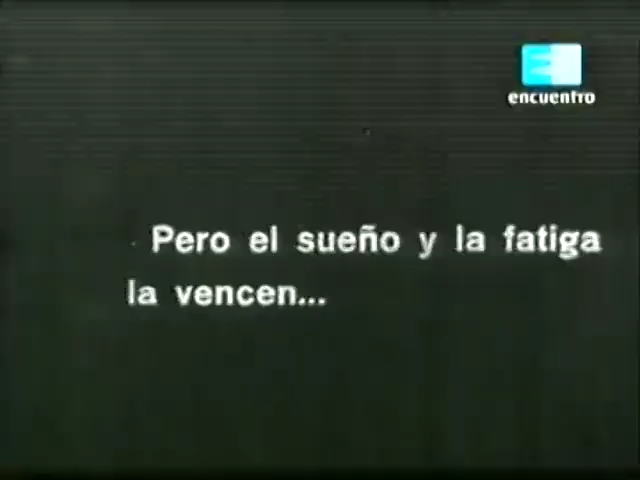 encuentro
Pero el sueño y la fatiga
la vencen...